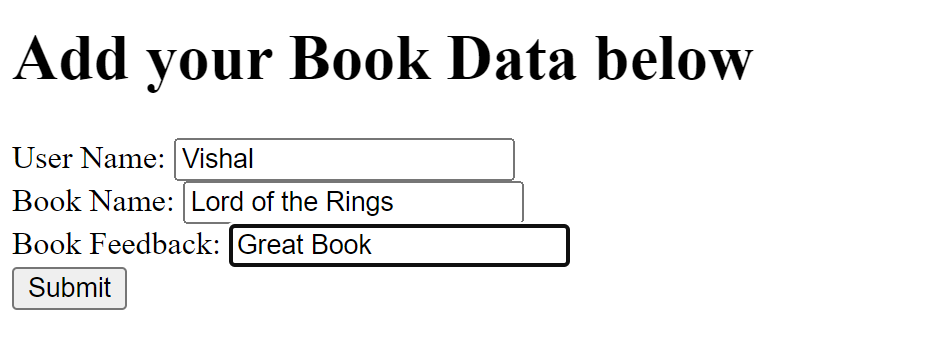 Add your Book Data below
User Name: Vishal
Book Name: Lord of the Rings
Book Feedback: Great Book
Submit